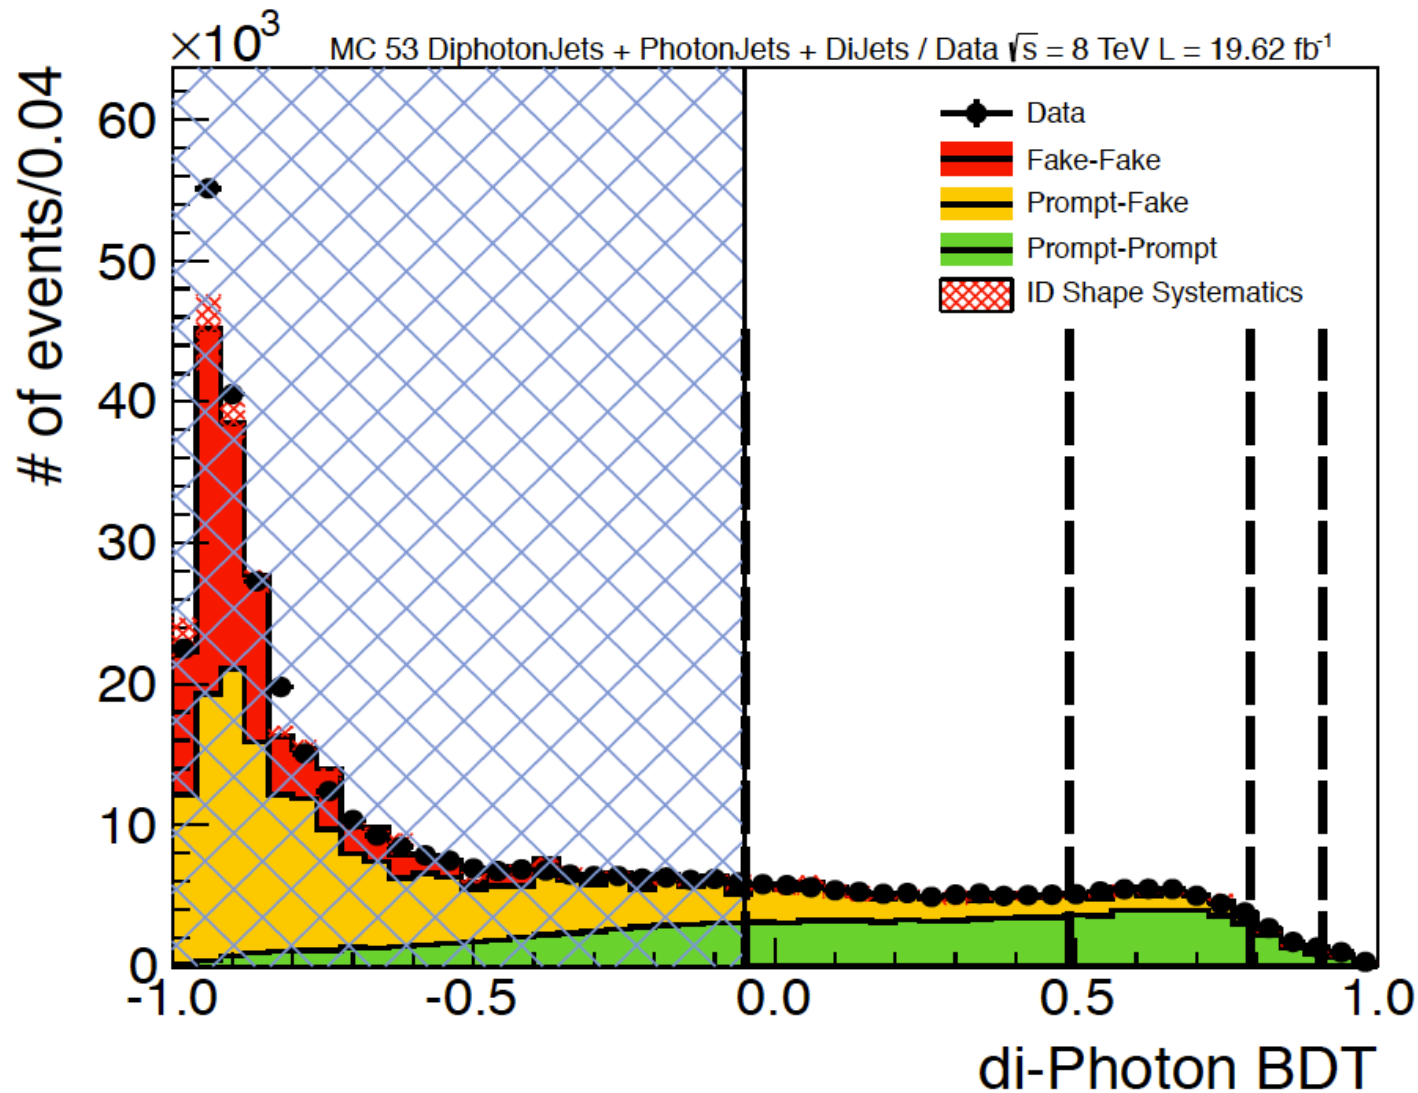 ×10³
MC 53 DiphotonJets + PhotonJets + DiJets / Data √s = 8 TeV L = 19.62 fb⁻¹
# of events/0.04
60
50
40
30
20
10
0
Data
Fake-Fake
Prompt-Fake
Prompt-Prompt
ID Shape Systematics
-1.0 -0.5 0.0 0.5 1.0
di-Photon BDT